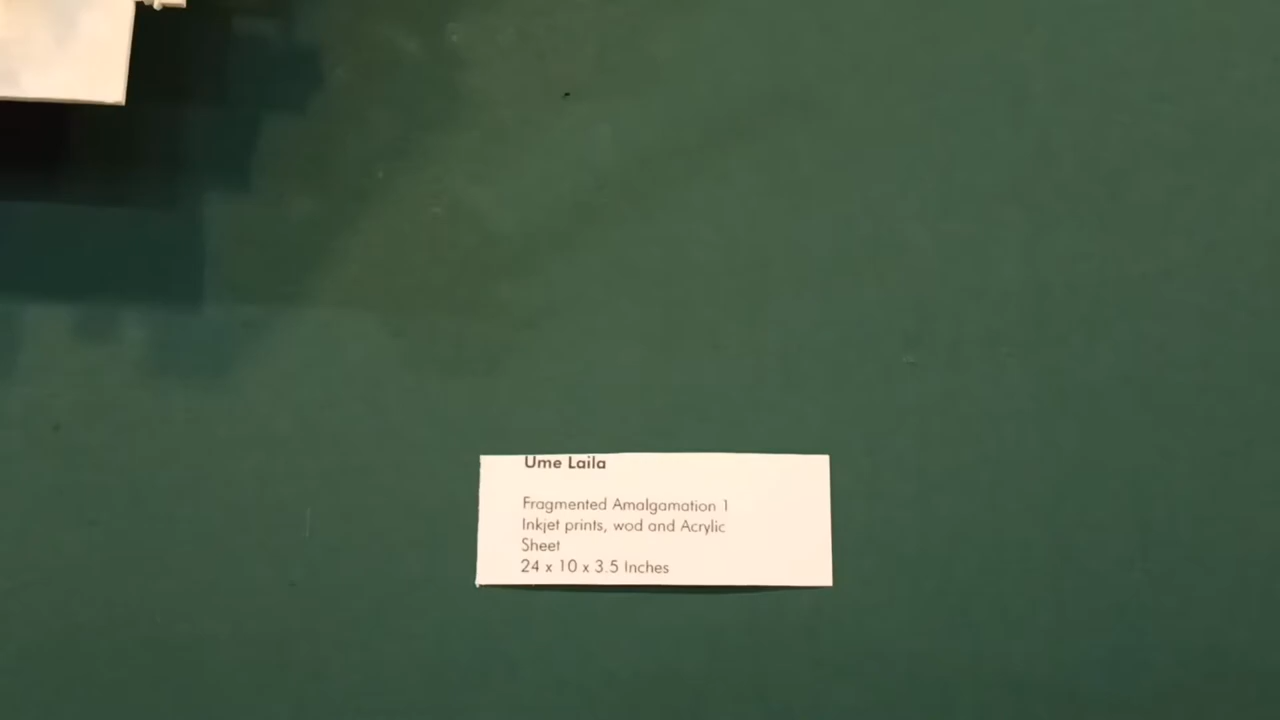 Ume Laila
Fragmented Amalgamation 1
Inkjet prints, wod and Acrylic
Sheet
24 x 10 x 3.5 Inches